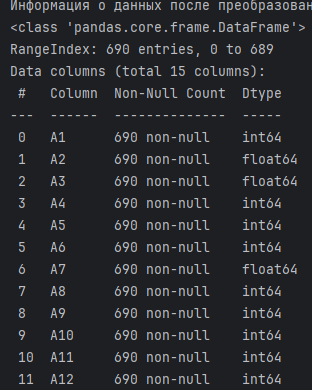 Информация о данных после преобразован
<class 'pandas.core.frame.DataFrame'>
RangeIndex: 690 entries, 0 to 689
Data columns (total 15 columns):
 #   Column  Non-Null Count  Dtype
---  ------  --------------  -----
 0   A1      690 non-null    int64
 1   A2      690 non-null    float64
 2   A3      690 non-null    float64
 3   A4      690 non-null    int64
 4   A5      690 non-null    int64
 5   A6      690 non-null    int64
 6   A7      690 non-null    float64
 7   A8      690 non-null    int64
 8   A9      690 non-null    int64
 9   A10     690 non-null    int64
 10  A11     690 non-null    int64
 11  A12     690 non-null    int64